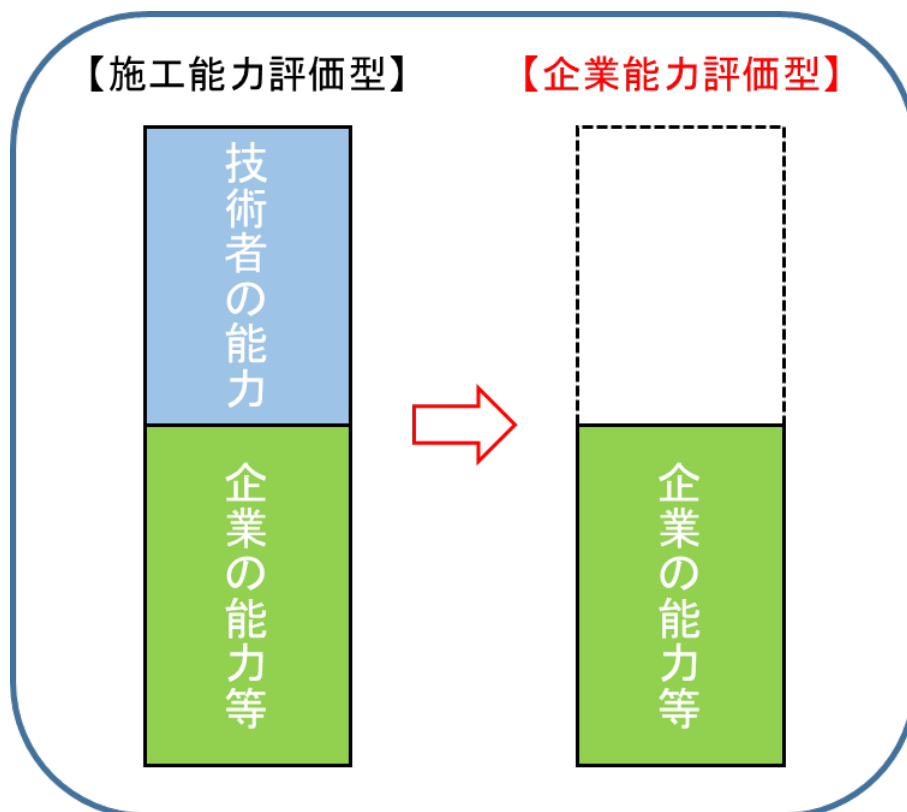 【施工能力評価型】
【企業能力評価型】
技術者の能力
企業の能力等
企業の能力等